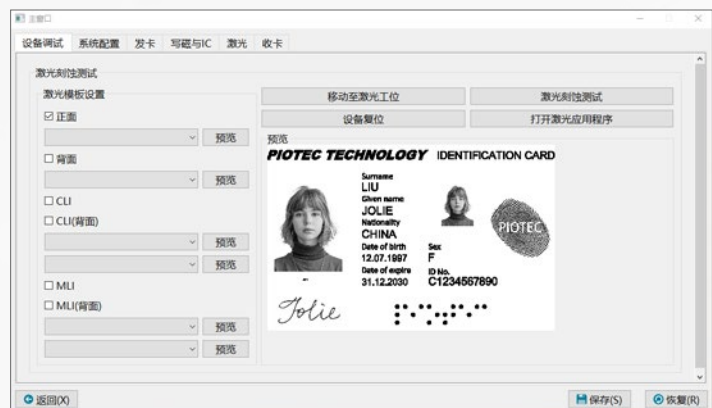 主窗口
设备调试 系统配置 发卡 写磁与IC 激光 收卡
激光刻蚀测试
激光模板设置
正面
预览
背面
预览
CLI
CLI(背面)
预览
预览
MLI
MLI(背面)
预览
预览
移动至激光工位 激光刻蚀测试
设备复位 打开激光应用程序
预览
PIOTEC TECHNOLOGY IDENTIFICATION CARD
Surname
LIU
Given name
JOLIE
Nationality
CHINA
Date of birth Sex
12.07.1997 F
Date of expire ID No.
31.12.2030 C1234567890
PIOTEC
Jolie
返回(X) 保存(S) 恢复(R)